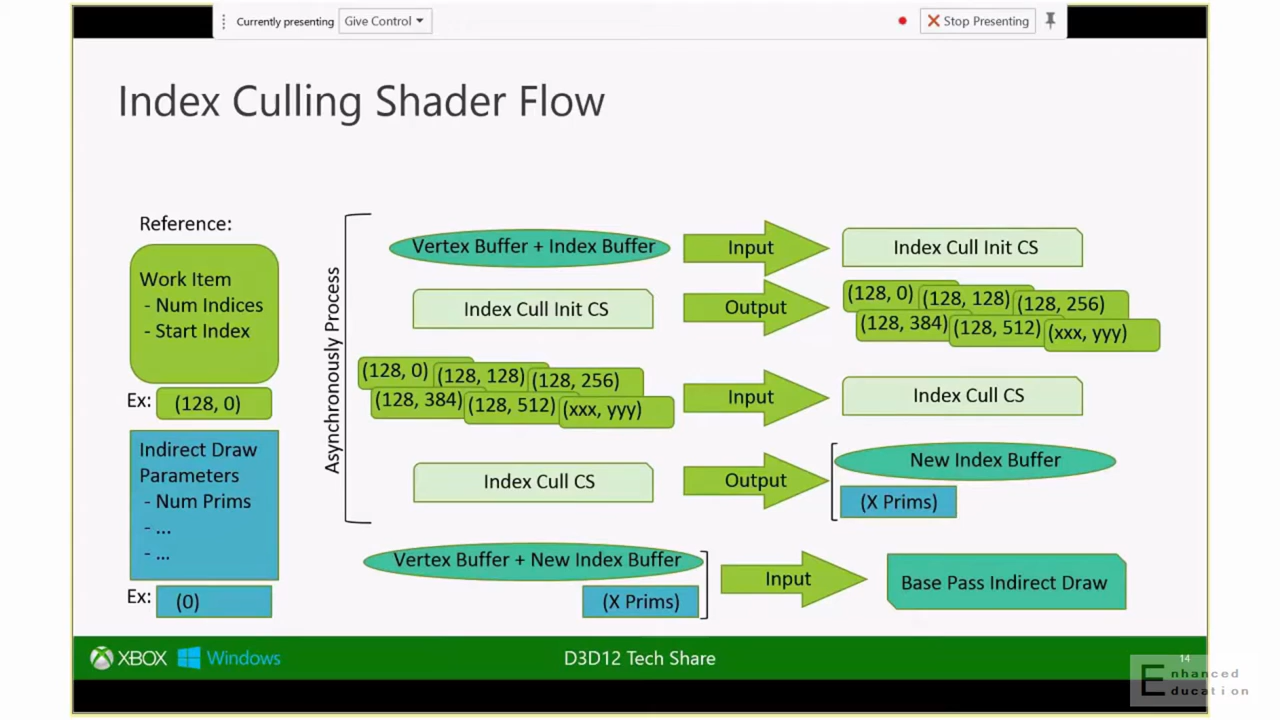 Currently presenting
Give Control
Stop Presenting
Index Culling Shader Flow
Reference:
Work Item
- Num Indices
- Start Index
Ex:
(128, 0)
Indirect Draw
Parameters
- Num Prims
- ...
- ...
Ex:
(0)
Asynchronously Process
Vertex Buffer + Index Buffer
Input
Index Cull Init CS
Index Cull Init CS
Output
(128, 0)
(128, 128)
(128, 256)
(128, 384)
(128, 512)
(xxx, yyy)
(128, 0)
(128, 128)
(128, 256)
(128, 384)
(128, 512)
(xxx, yyy)
Input
Index Cull CS
Index Cull CS
Output
New Index Buffer
(X Prims)
Vertex Buffer + New Index Buffer
(X Prims)
Input
Base Pass Indirect Draw
XBOX
Windows
D3D12 Tech Share
14
Enhanced
Education